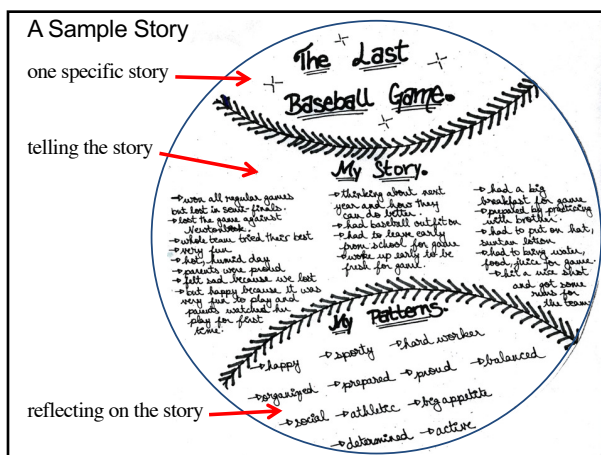 A Sample Story
one specific story
The Last
Baseball Game.
telling the story
My Story.
→ won all regular games
but lost in semi-finals.
→ lost the game against
Newtonbrook.
→ whole team tried their best
→ very fun
→ hot, humid day
→ parents were proud
→ felt sad because we lost
→ but happy because it was
very fun to play and
parents watched her
play for first
time.
→ thinking about next
year and how they
can do better.
→ had baseball outfit on
→ had to leave early
from school for game
→ woke up early to be
fresh for game.
→ had a big
breakfast for game
→ prepared by practicing
with brother.
→ had to put on hat,
suntan lotion
→ had to bring water,
food, juice for game.
→ hit a nice shot
and got some
runs for
the team.
My Patterns.
→ happy → sporty → hard worker
→ organized → prepared → proud → balanced
reflecting on the story
→ social → athletic → big appetite
→ determined → active